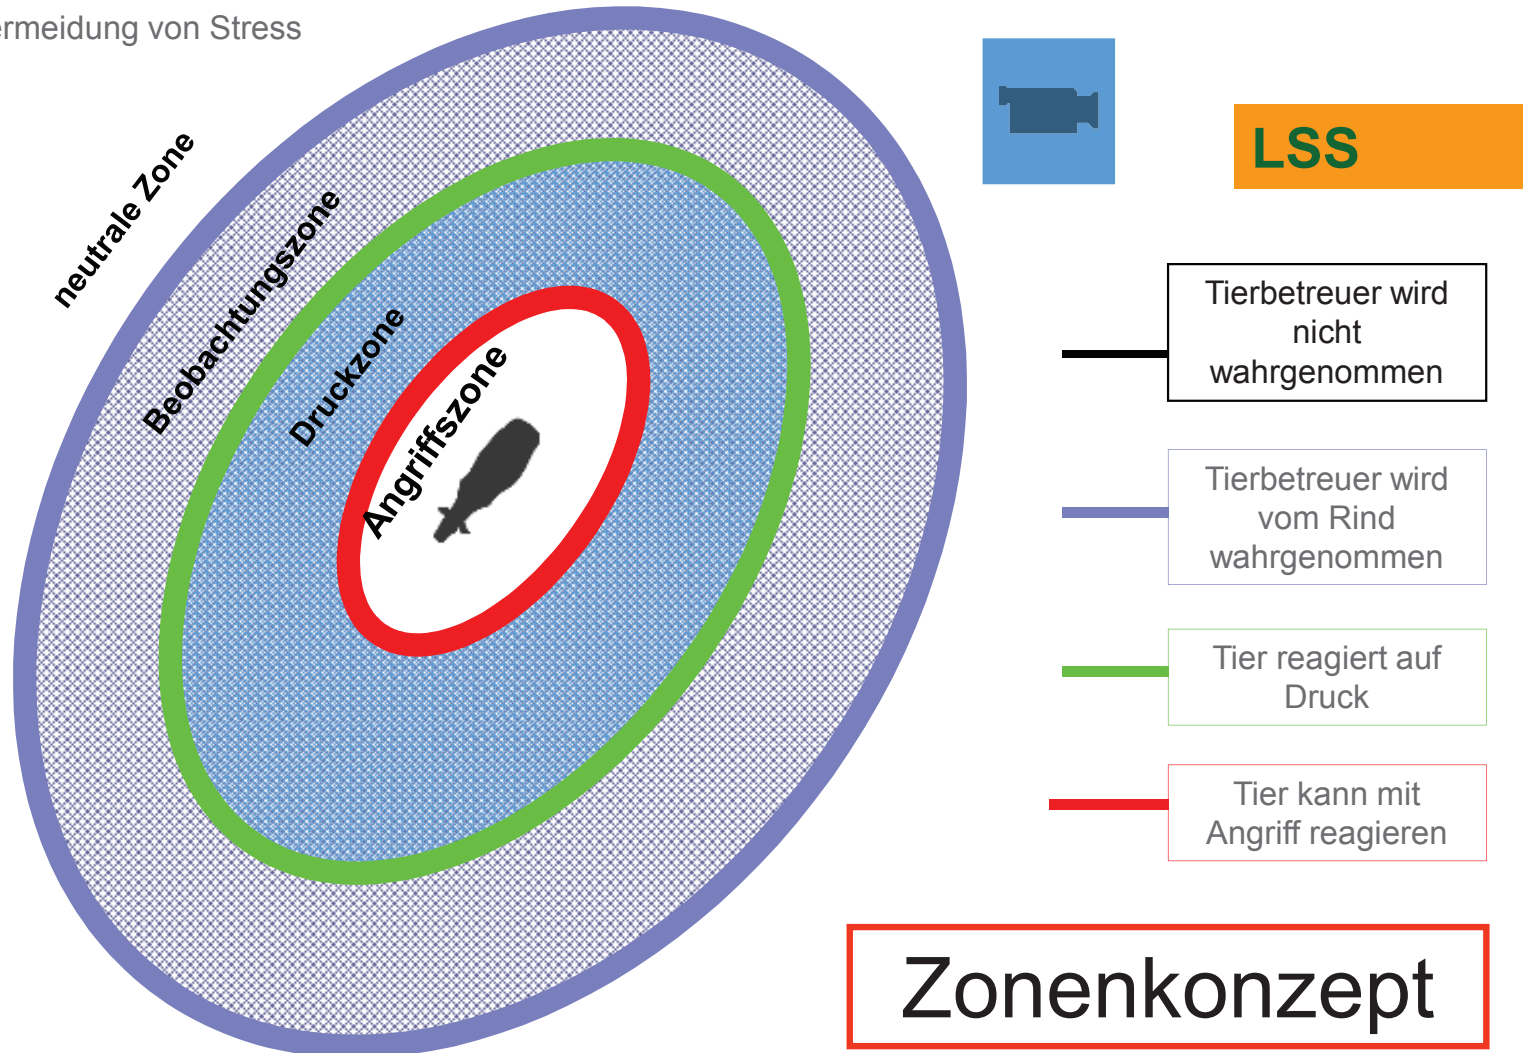 ermeidung von Stress
LSS
neutrale Zone
Beobachtungszone
Druckzone
Angriffszone
Tierbetreuer wird
nicht
wahrgenommen
Tierbetreuer wird
vom Rind
wahrgenommen
Tier reagiert auf
Druck
Tier kann mit
Angriff reagieren
Zonenkonzept